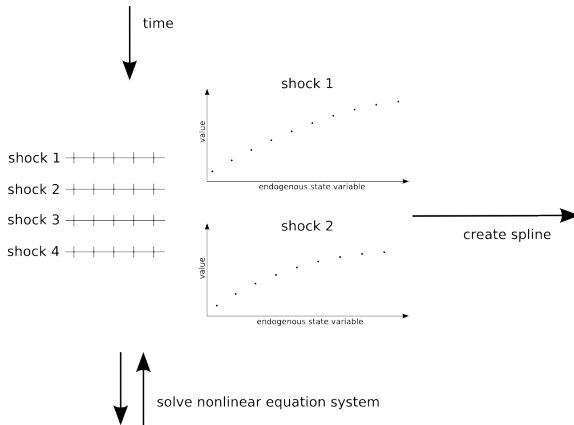 time
shock 1
value
endogenous state variable
shock 1
shock 2
shock 3
shock 4
shock 2
value
endogenous state variable
create spline
solve nonlinear equation system